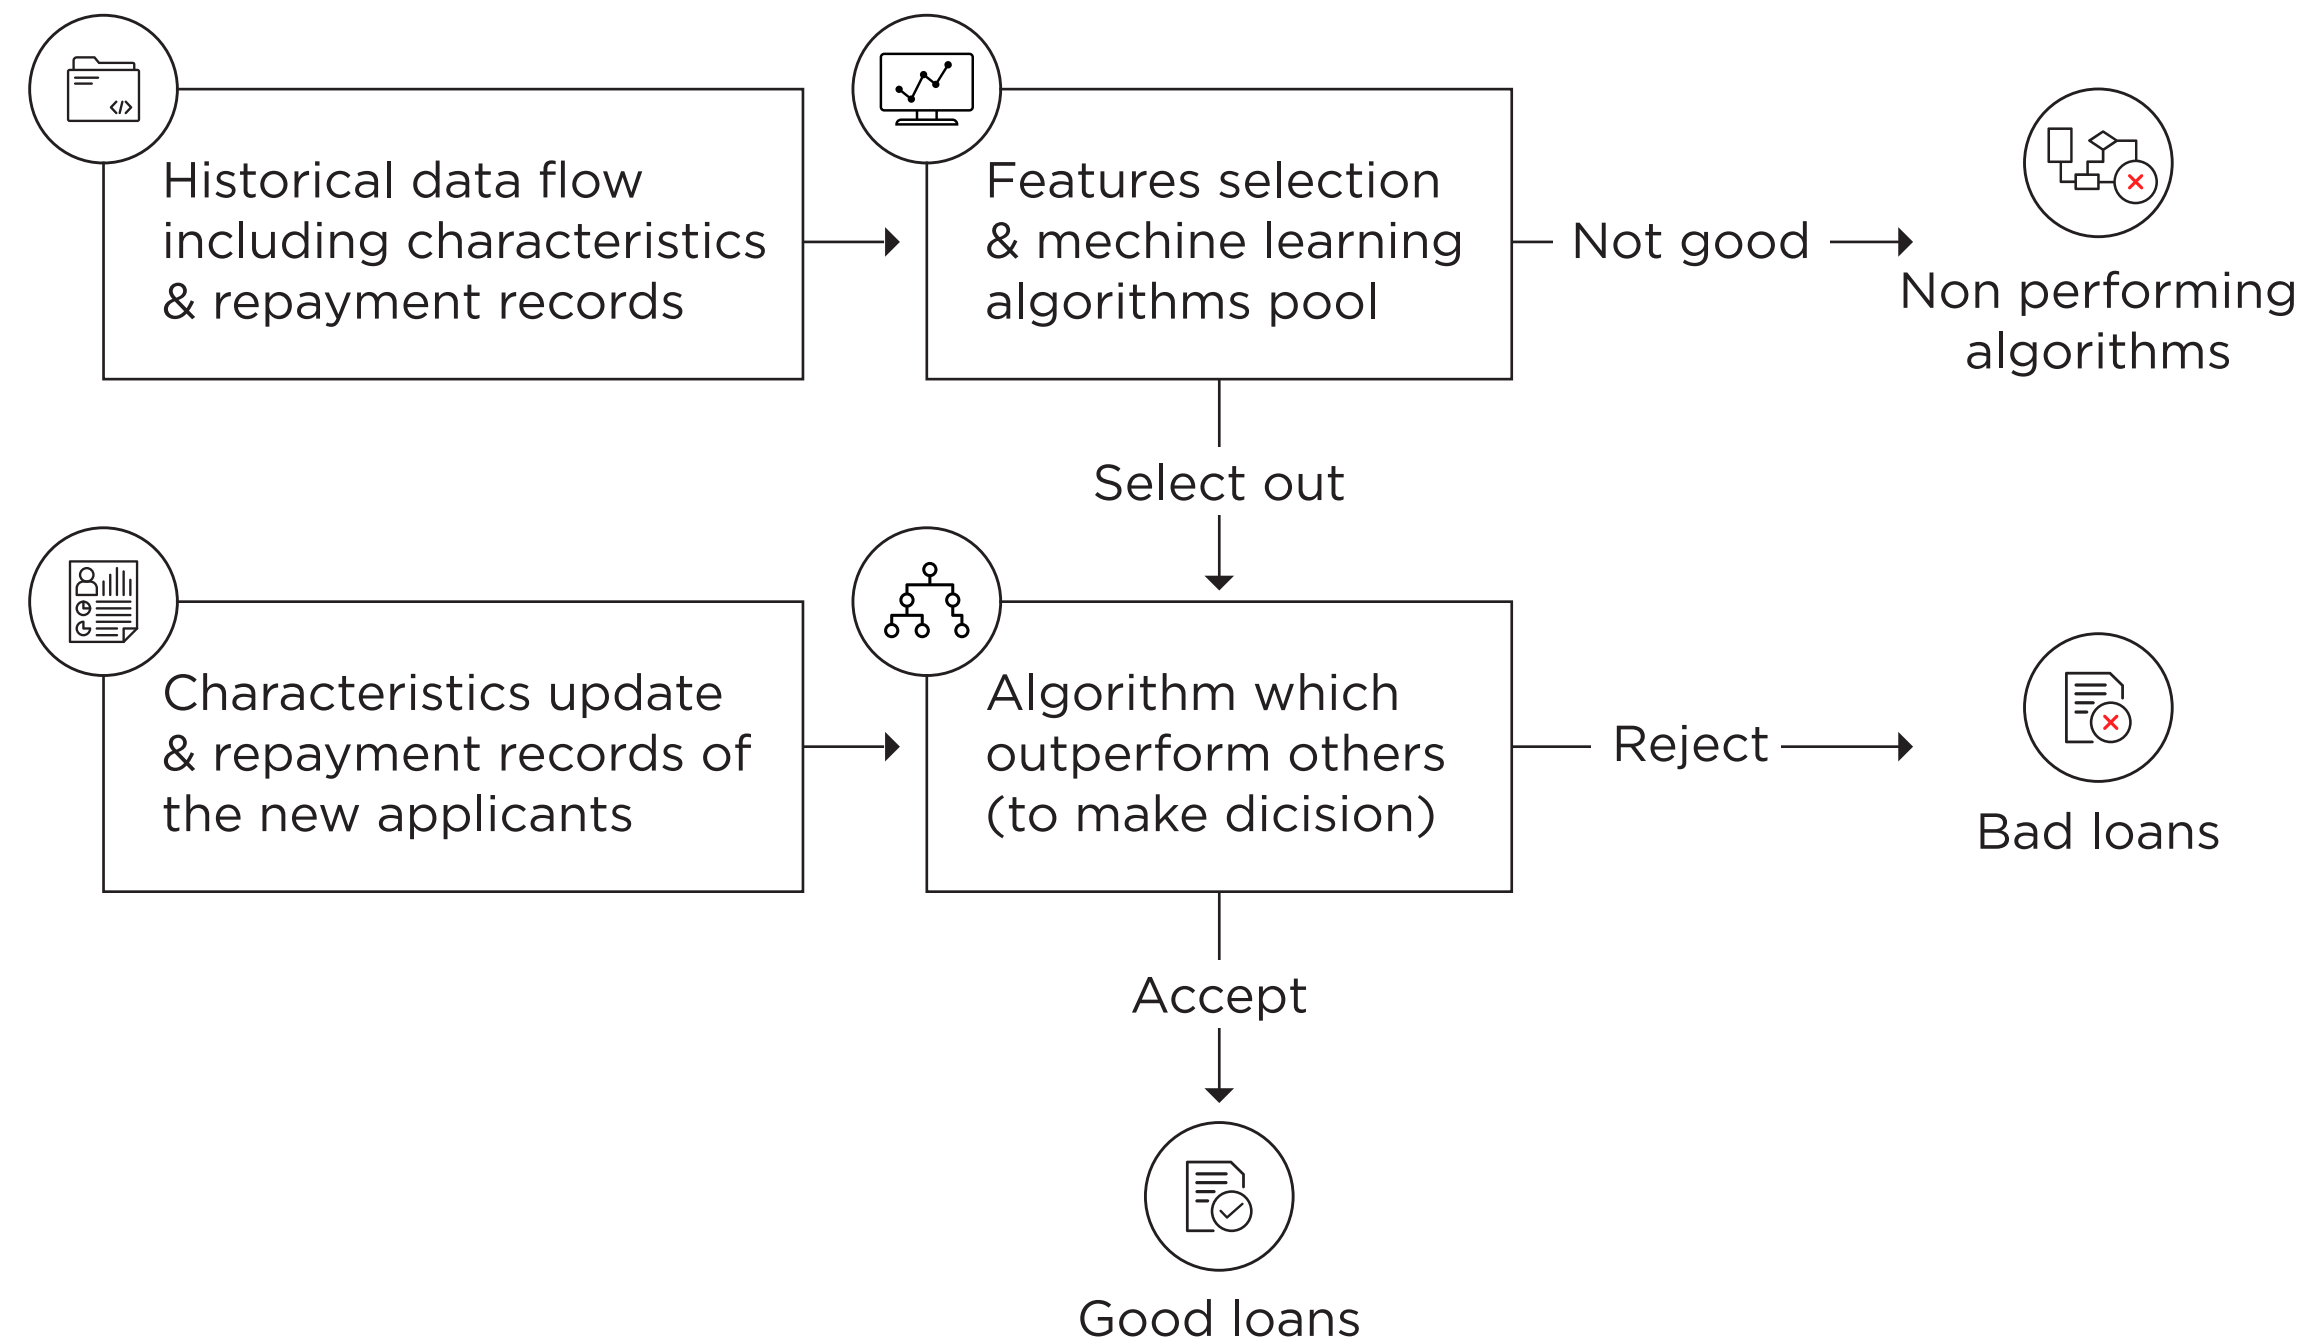 Historical data flow
including characteristics
& repayment records
Features selection
& mechine learning
algorithms pool
Not good
Non performing
algorithms
Select out
Characteristics update
& repayment records of
the new applicants
Algorithm which
outperform others
(to make dicision)
Reject
Bad loans
Accept
Good loans